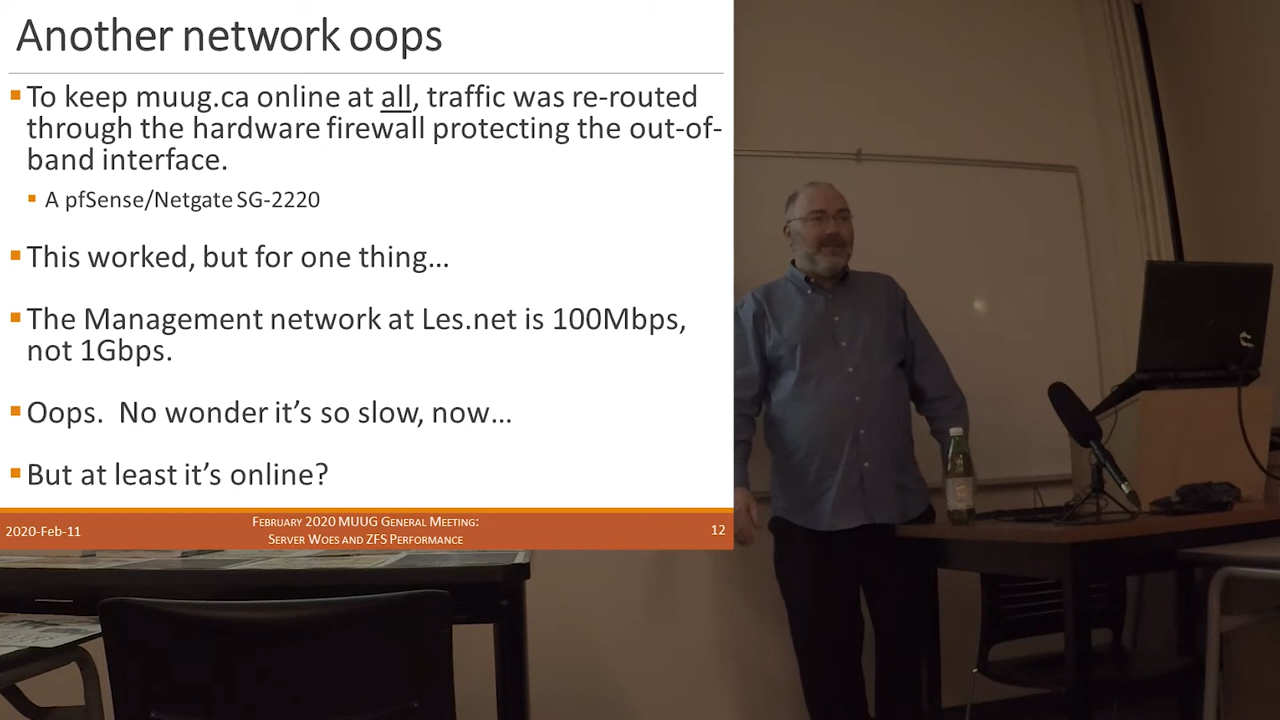 Another network oops
To keep muug.ca online at all, traffic was re-routed
through the hardware firewall protecting the out-of-
band interface.
A pfSense/Netgate SG-2220
This worked, but for one thing…
The Management network at Les.net is 100Mbps,
not 1Gbps.
Oops.  No wonder it's so slow, now…
But at least it's online?
2020-Feb-11
February 2020 MUUG General Meeting:
Server Woes and ZFS Performance
12